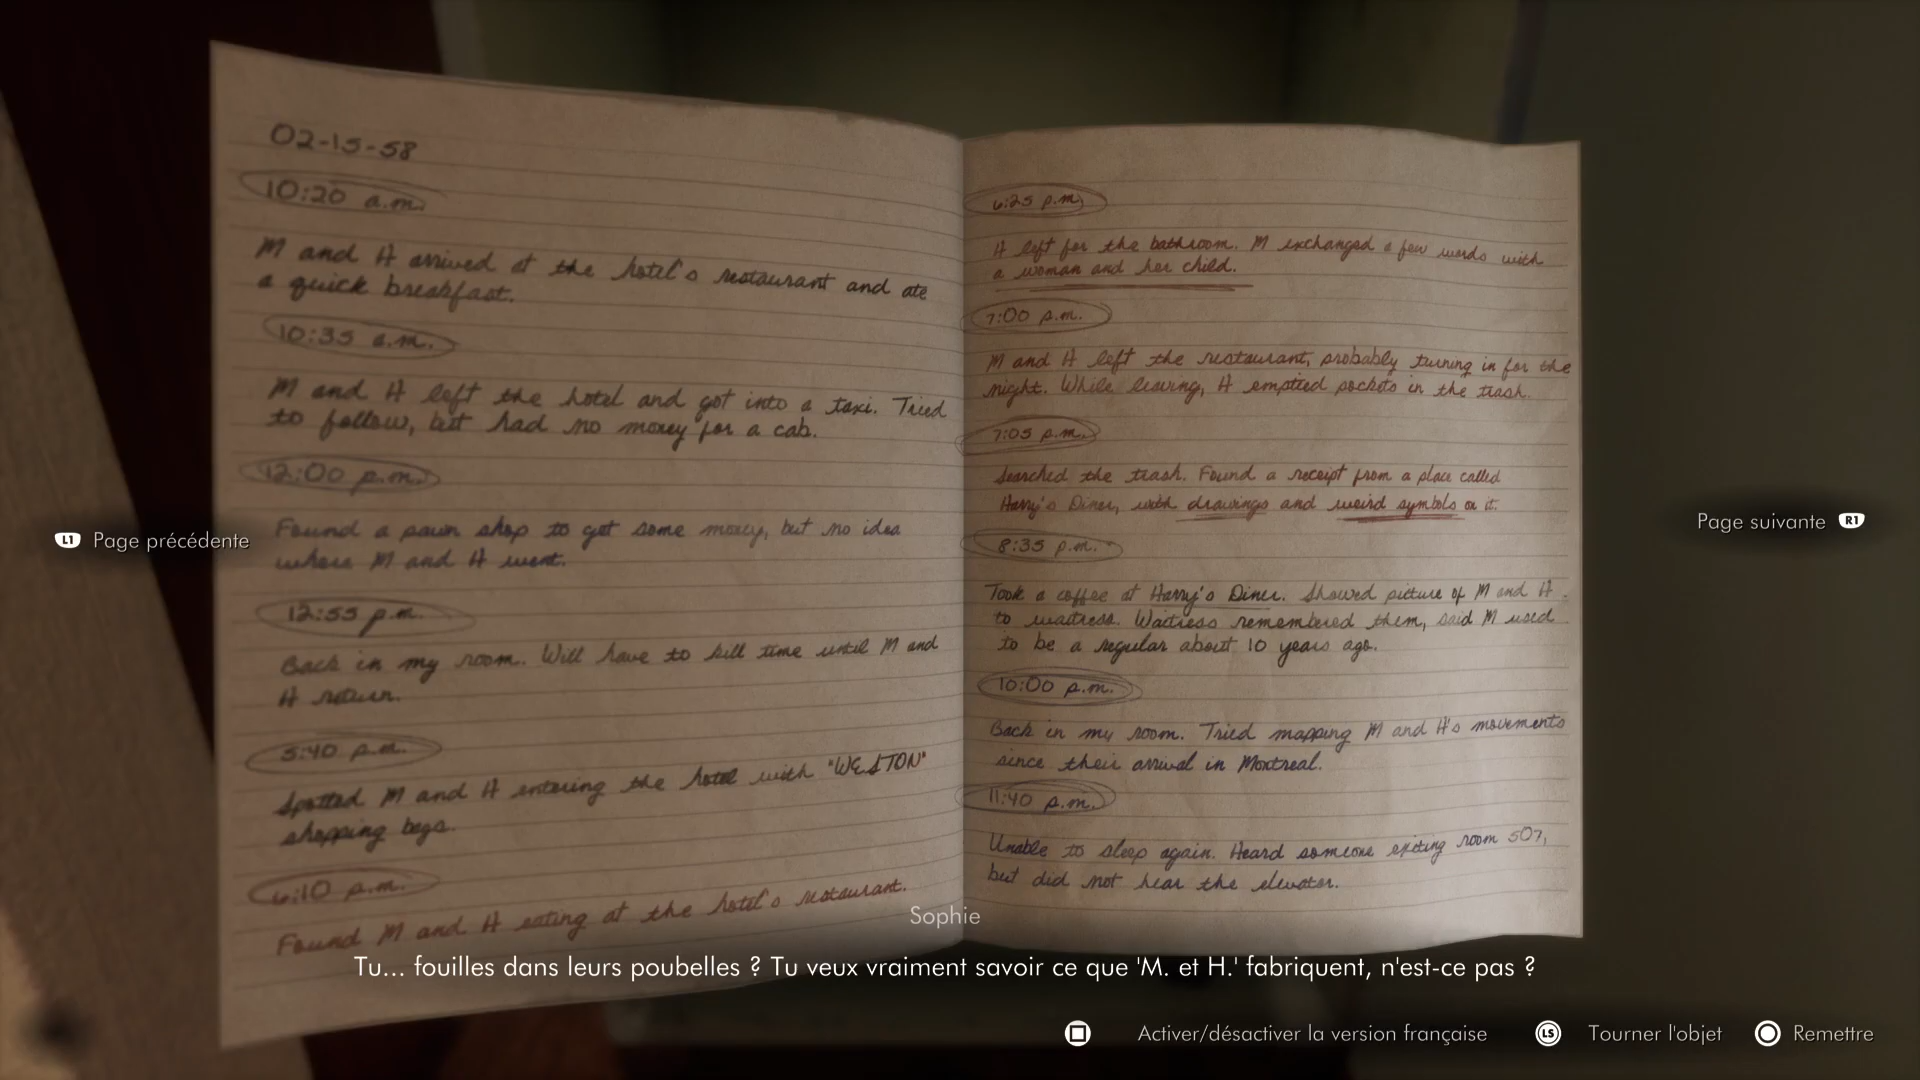 02-15-58
10:20 a.m.
M and H arrived at the hotel's restaurant and ate
a quick breakfast.
10:35 a.m.
M and H left the hotel and got into a taxi. Tried
to follow, but had no money for a cab.
12:00 p.m.
Found a pawn shop to get some money, but no idea
where M and H went.
12:55 p.m.
Back in my room. Will have to kill time until M and
H return.
5:40 p.m.
Spotted M and H entering the hotel with "WESTON"
shopping bags.
6:10 p.m.
Found M and H eating at the hotel's restaurant.
6:25 p.m.
H left for the bathroom. M exchanged a few words with
a woman and her child.
7:00 p.m.
M and H left the restaurant, probably turning in for the
night. While leaving, H emptied pockets in the trash.
7:05 p.m.
Searched the trash. Found a receipt from a place called
Harry's Diner, with drawings and weird symbols on it.
8:35 p.m.
Took a coffee at Harry's Diner. Showed picture of M and H
to waitress. Waitress remembered them, said M used
to be a regular about 10 years ago.
10:00 p.m.
Back in my room. Tried mapping M and H's movements
since their arrival in Montreal.
11:40 p.m.
Unable to sleep again. Heard someone exiting room 507,
but did not hear the elevator.
L1 Page précédente
Page suivante R1
Sophie
Tu... fouilles dans leurs poubelles ? Tu veux vraiment savoir ce que 'M. et H.' fabriquent, n'est-ce pas ?
Activer/désactiver la version française LS Tourner l'objet Remettre